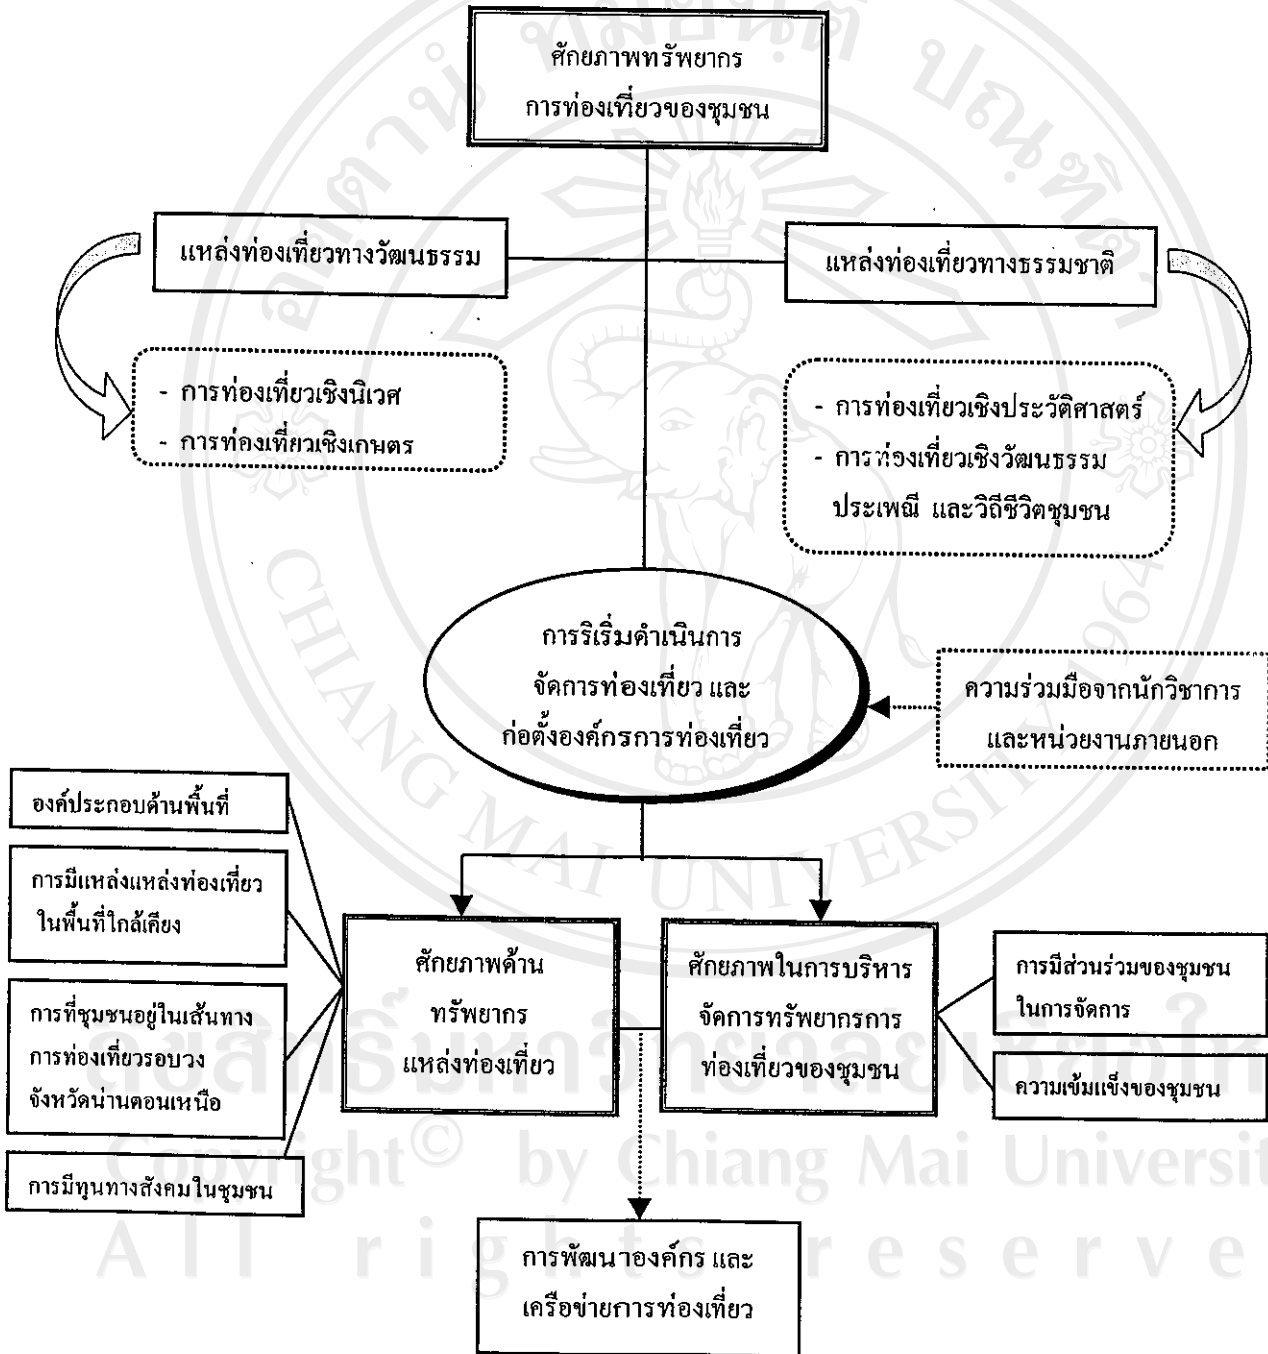 ศักยภาพทรัพยากร
การท่องเที่ยวของชุมชน
แหล่งท่องเที่ยวทางวัฒนธรรม
แหล่งท่องเที่ยวทางธรรมชาติ
- การท่องเที่ยวเชิงนิเวศ
- การท่องเที่ยวเชิงเกษตร
- การท่องเที่ยวเชิงประวัติศาสตร์
- การท่องเที่ยวเชิงวัฒนธรรม
ประเพณี และวิถีชีวิตชุมชน
การริเริ่มดำเนินการ
จัดการท่องเที่ยว และ
ก่อตั้งองค์กรการท่องเที่ยว
ความร่วมมือจากนักวิชาการ
และหน่วยงานภายนอก
องค์ประกอบด้านพื้นที่
การมีแหล่งแหล่งท่องเที่ยว
ในพื้นที่ใกล้เคียง
การที่ชุมชนอยู่ในเส้นทาง
การท่องเที่ยวรอบวง
จังหวัดน่านตอนเหนือ
การมีทุนทางสังคมในชุมชน
ศักยภาพด้าน
ทรัพยากร
แหล่งท่องเที่ยว
ศักยภาพในการบริหาร
จัดการทรัพยากรการ
ท่องเที่ยวของชุมชน
การมีส่วนร่วมของชุมชน
ในการจัดการ
ความเข้มแข็งของชุมชน
การพัฒนาองค์กร และ
เครือข่ายการท่องเที่ยว
CHIANG MAI UNIVERSITY 1964
Copyright© by Chiang Mai Universit
All rights reserve